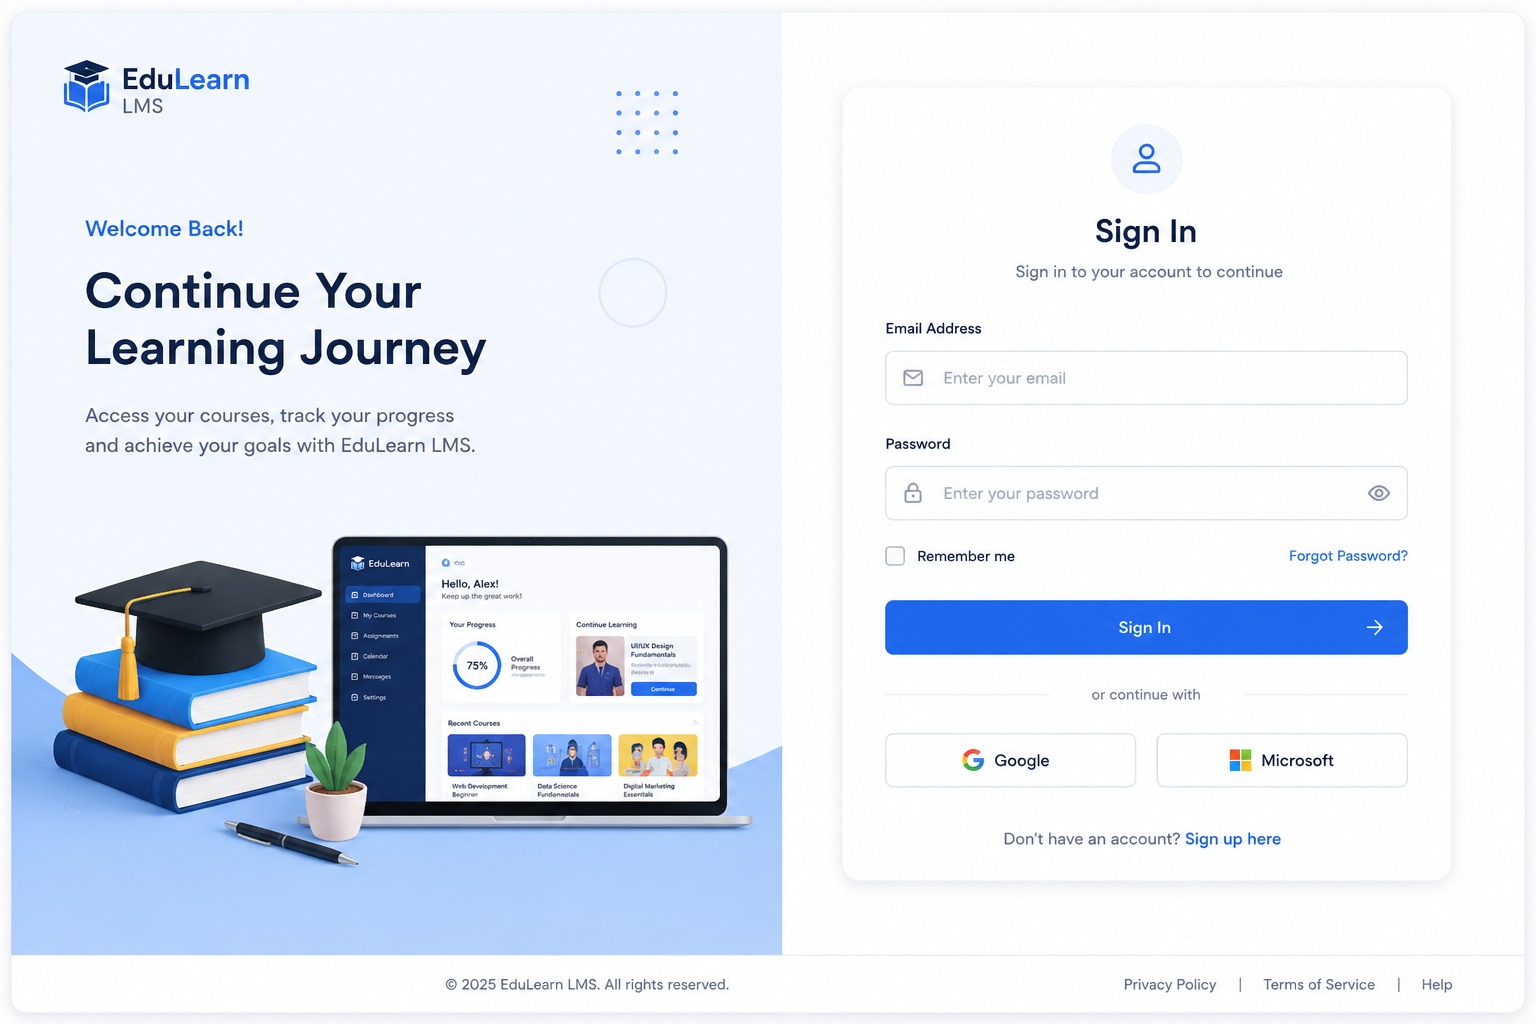 EduLearn
LMS
Welcome Back!
Continue Your
Learning Journey
Access your courses, track your progress
and achieve your goals with EduLearn LMS.
EduLearn
Dashboard
My Courses
Assignments
Calendar
Messages
Settings
Hello, Alex!
Keep up the great work!
Your Progress
75%
Overall
Progress
Continue Learning
UI/UX Design
Fundamentals
Continue
Recent Courses
Web Development
Beginner
Data Science
Fundamentals
Digital Marketing
Essentials
Sign In
Sign in to your account to continue
Email Address
Enter your email
Password
Enter your password
Remember me
Forgot Password?
Sign In
or continue with
Google
Microsoft
Don't have an account? Sign up here
© 2025 EduLearn LMS. All rights reserved.
Privacy Policy | Terms of Service | Help